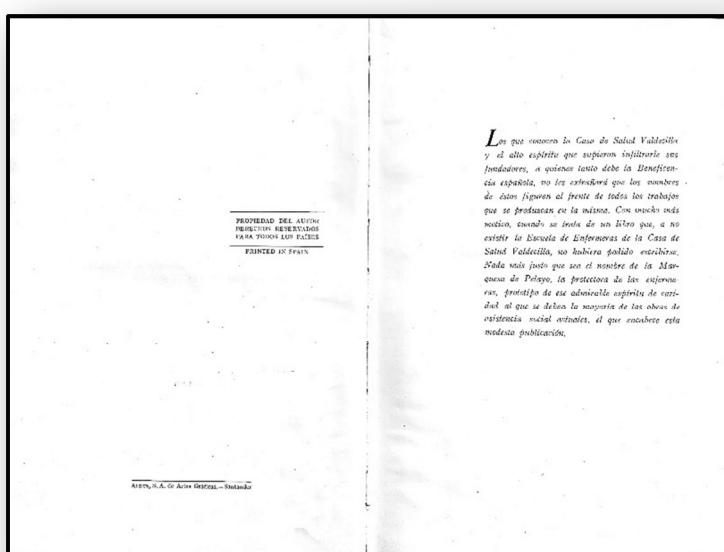 PROPIEDAD DEL AUTOR
DERECHOS RESERVADOS
PARA TODOS LOS PAÍSES
PRINTED IN SPAIN
S. A. de Artes Gráficas.—Santander
Los que conocen la Casa de Salud Valdecilla
y el alto espíritu que supieron infiltrarle sus
fundadores, a quienes tanto debe la Beneficen-
cia española, no les extrañará que los nombres
de éstos figuren al frente de todos los trabajos
que se produzcan en la misma. Con mucho más
motivo, cuando se trata de un libro que, a no
existir la Escuela de Enfermeras de la Casa de
Salud Valdecilla, no hubiera podido escribirse.
Nada más justo que sea el nombre de la Mar-
quesa de Pelayo, la protectora de las enferme-
ras, prototipo de ese admirable espíritu de cari-
dad al que se deben la mayoría de las obras de
asistencia social actuales, el que encabece esta
modesta publicación.